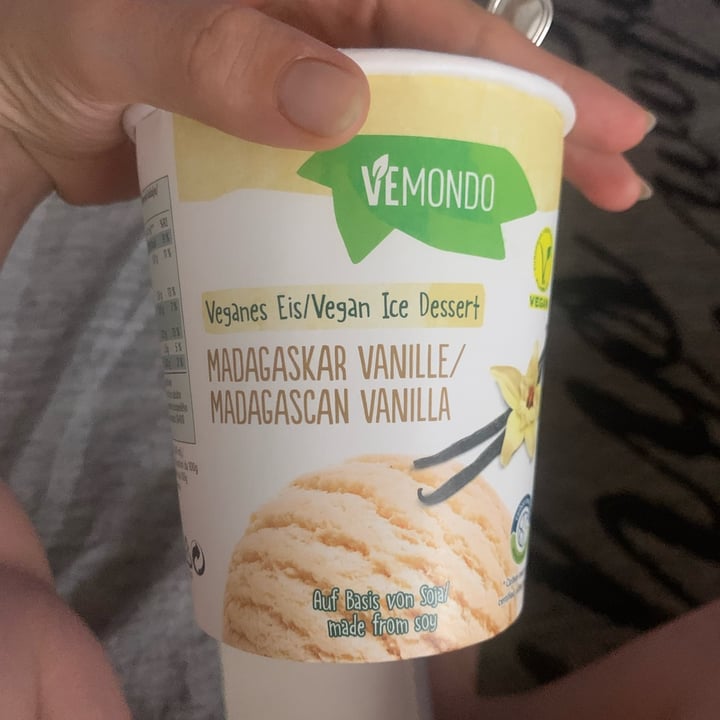 VEMONDO
Veganes Eis/Vegan Ice Dessert
MADAGASKAR VANILLE/
MADAGASCAN VANILLA
VEGAN
Auf Basis von Soja/
made from soy